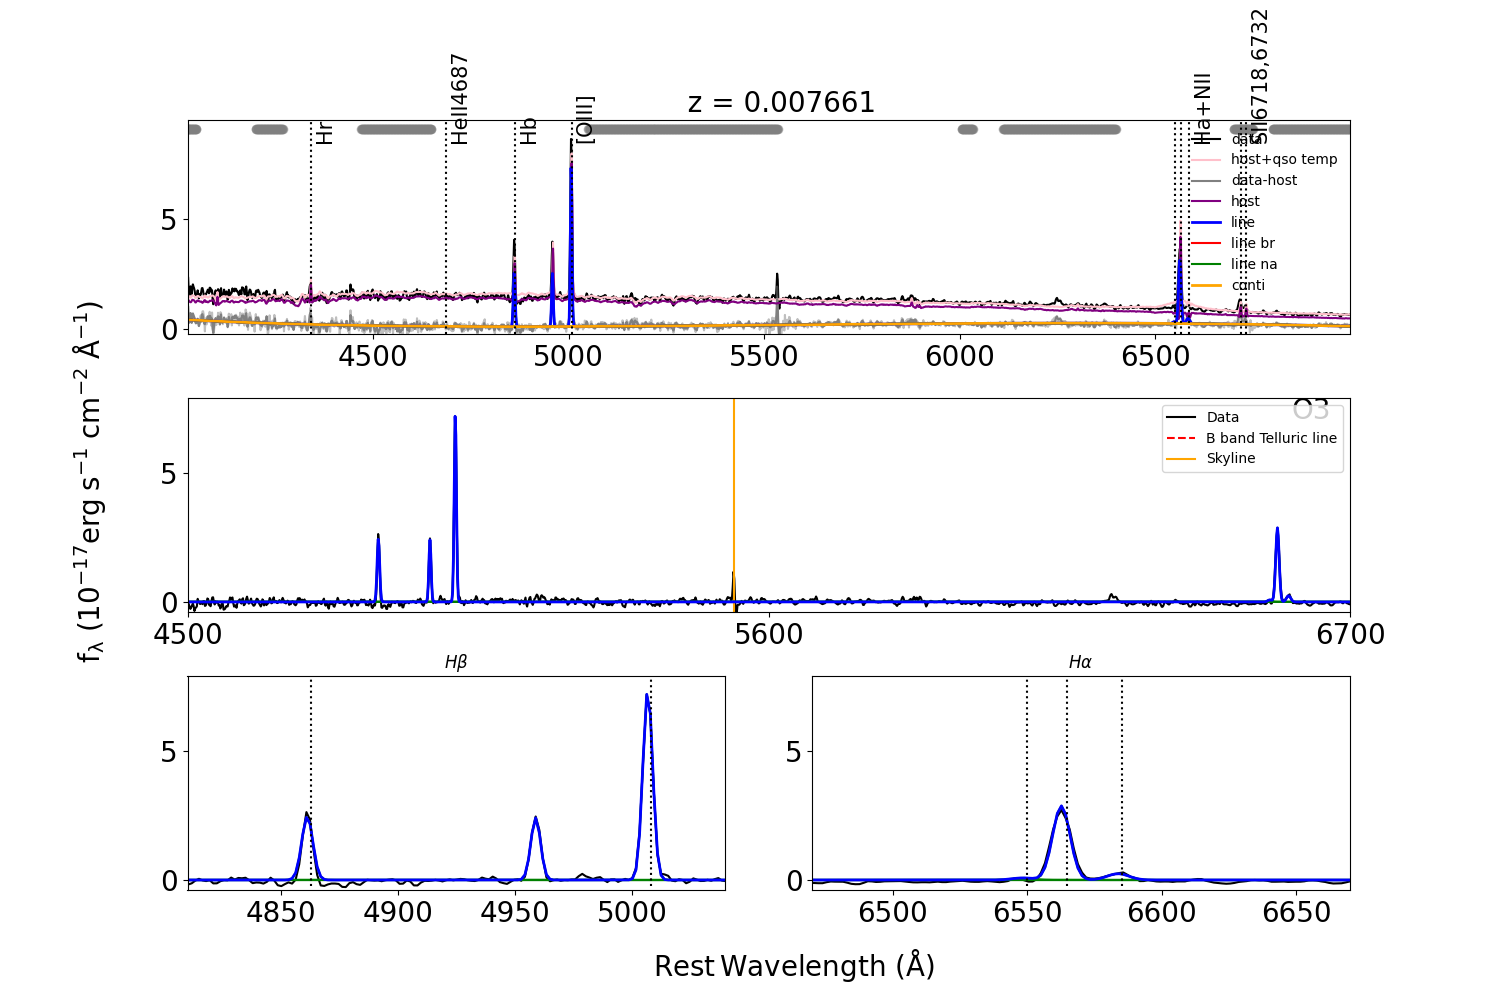 z = 0.007661
Hr
HeII4687
Hb
[OIII]
Ha+NII
SII6718,6732
data
host+qso temp
data-host
host
line
line br
line na
conti
5
0
4500
5000
5500
6000
6500
O3
Data
B band Telluric line
Skyline
5
0
4500
5600
6700
fλ (10−17erg s−1 cm−2 Å−1)
Hβ
5
0
4850
4900
4950
5000
Hα
5
0
6500
6550
6600
6650
Rest Wavelength (Å)